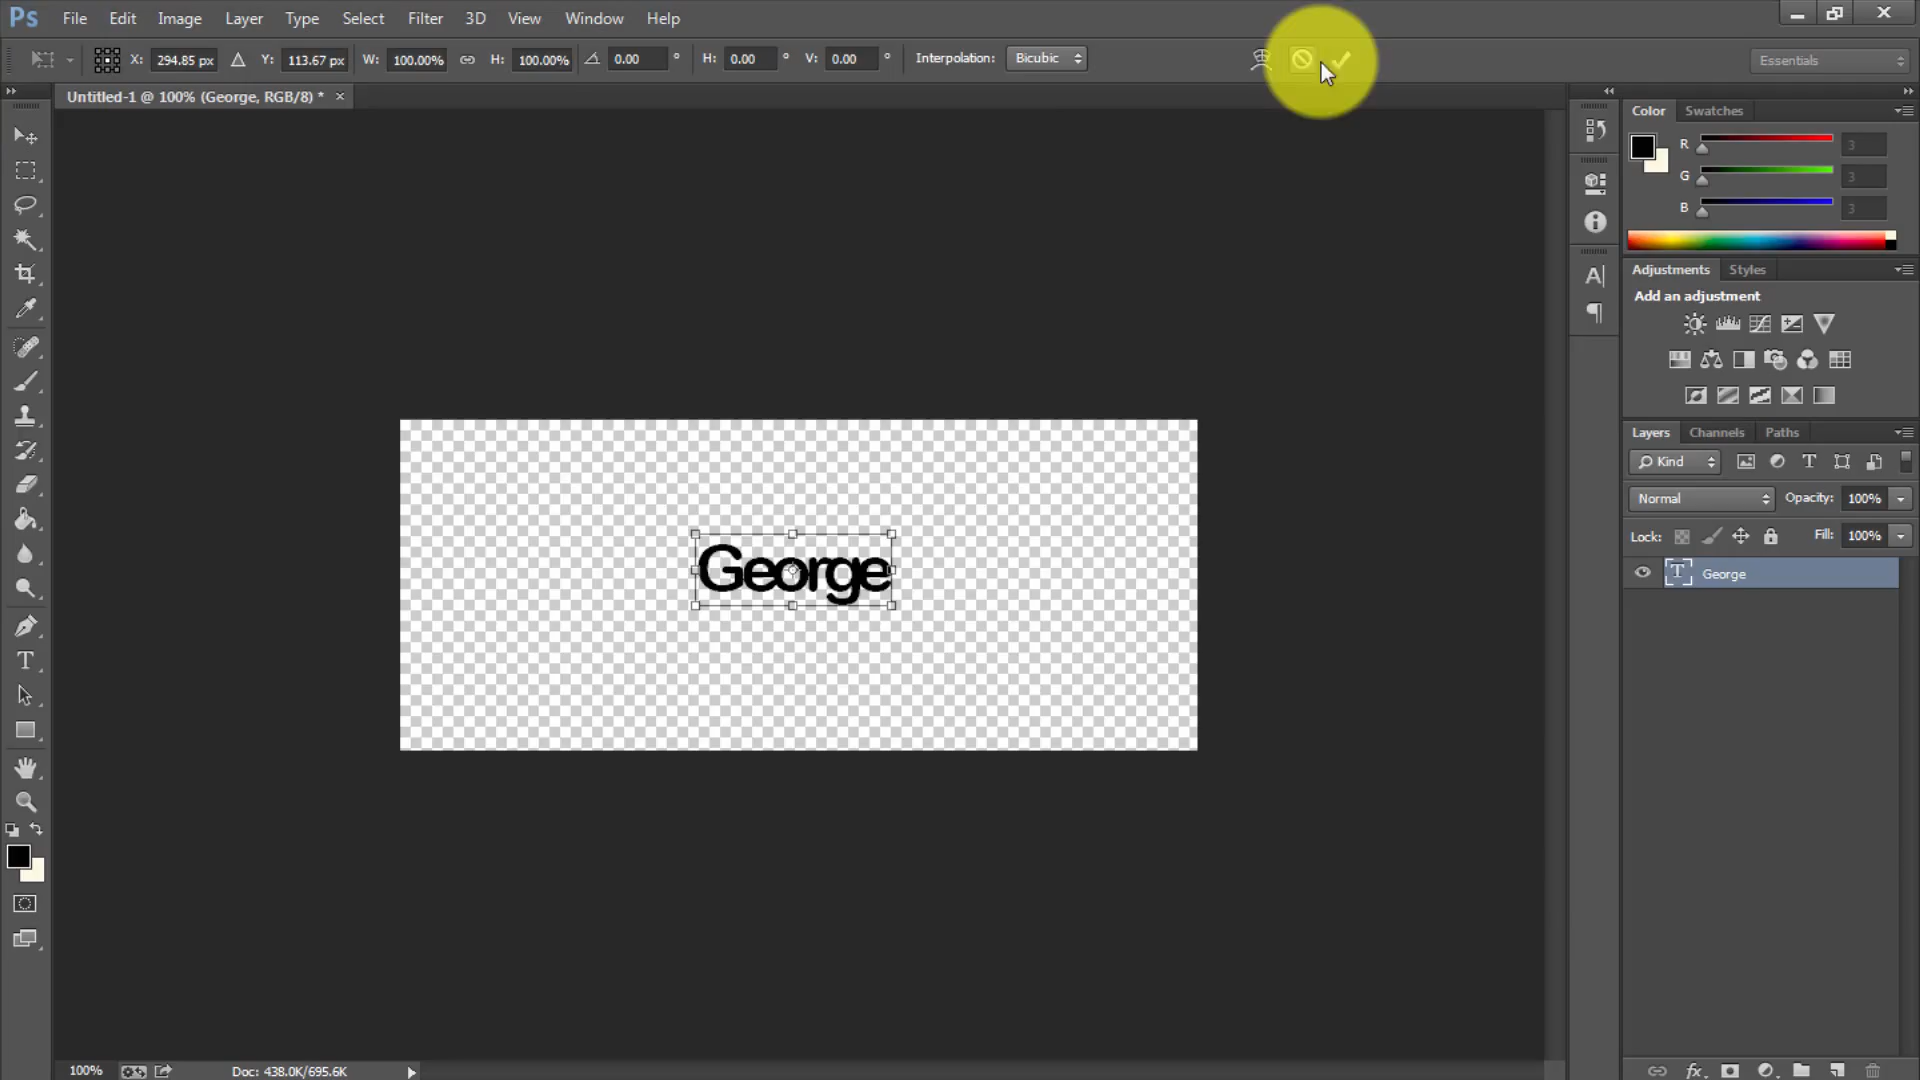 Ps File Edit Image Layer Type Select Filter 3D View Window Help
X: 294.85 px Y: 113.67 px W: 100.00% H: 100.00% 0.00 ° H: 0.00 ° V: 0.00 ° Interpolation: Bicubic Essentials
Untitled-1 @ 100% (George, RGB/8) * ×
Color Swatches
R 3
G 3
B 3
Adjustments Styles
Add an adjustment
Layers Channels Paths
Kind
Normal Opacity: 100%
Lock: Fill: 100%
T George
George
100% Doc: 438.0K/695.6K